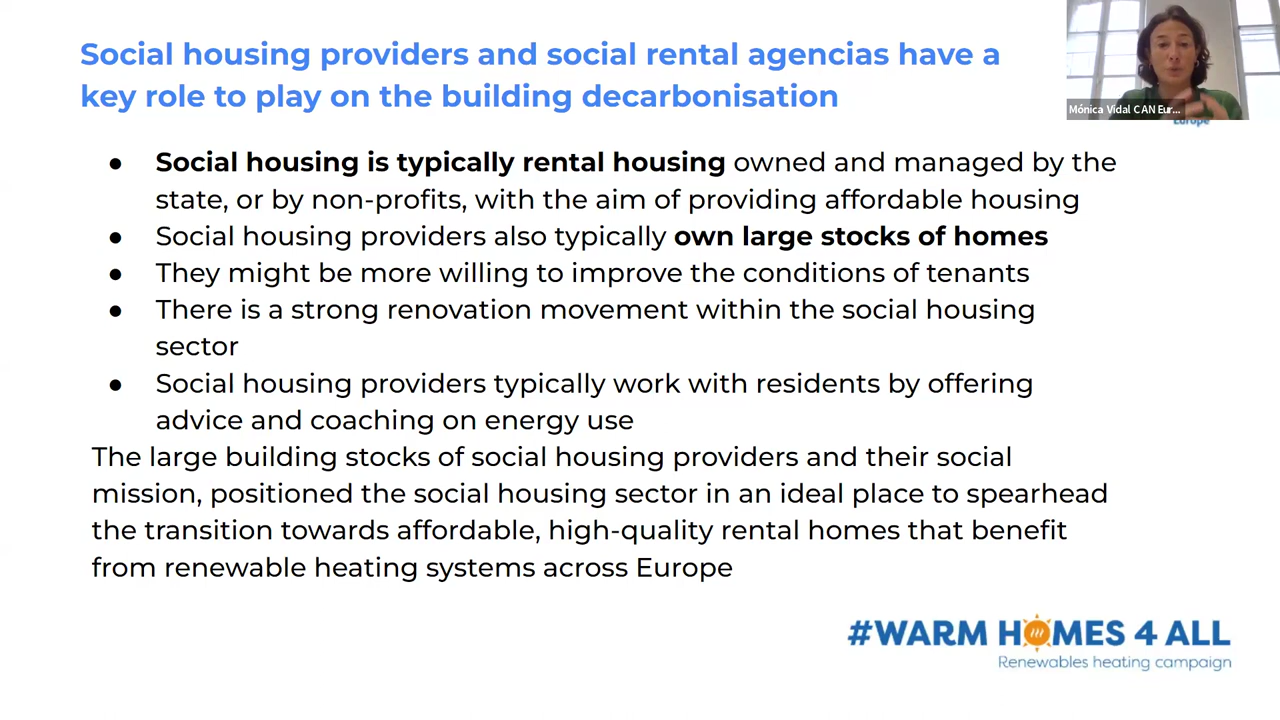 Social housing providers and social rental agencias have a
key role to play on the building decarbonisation
Mónica Vidal CAN Eur...
Europe
● Social housing is typically rental housing owned and managed by the
state, or by non-profits, with the aim of providing affordable housing
● Social housing providers also typically own large stocks of homes
● They might be more willing to improve the conditions of tenants
● There is a strong renovation movement within the social housing
sector
● Social housing providers typically work with residents by offering
advice and coaching on energy use
The large building stocks of social housing providers and their social
mission, positioned the social housing sector in an ideal place to spearhead
the transition towards affordable, high-quality rental homes that benefit
from renewable heating systems across Europe
#WARM HOMES 4 ALL
Renewables heating campaign